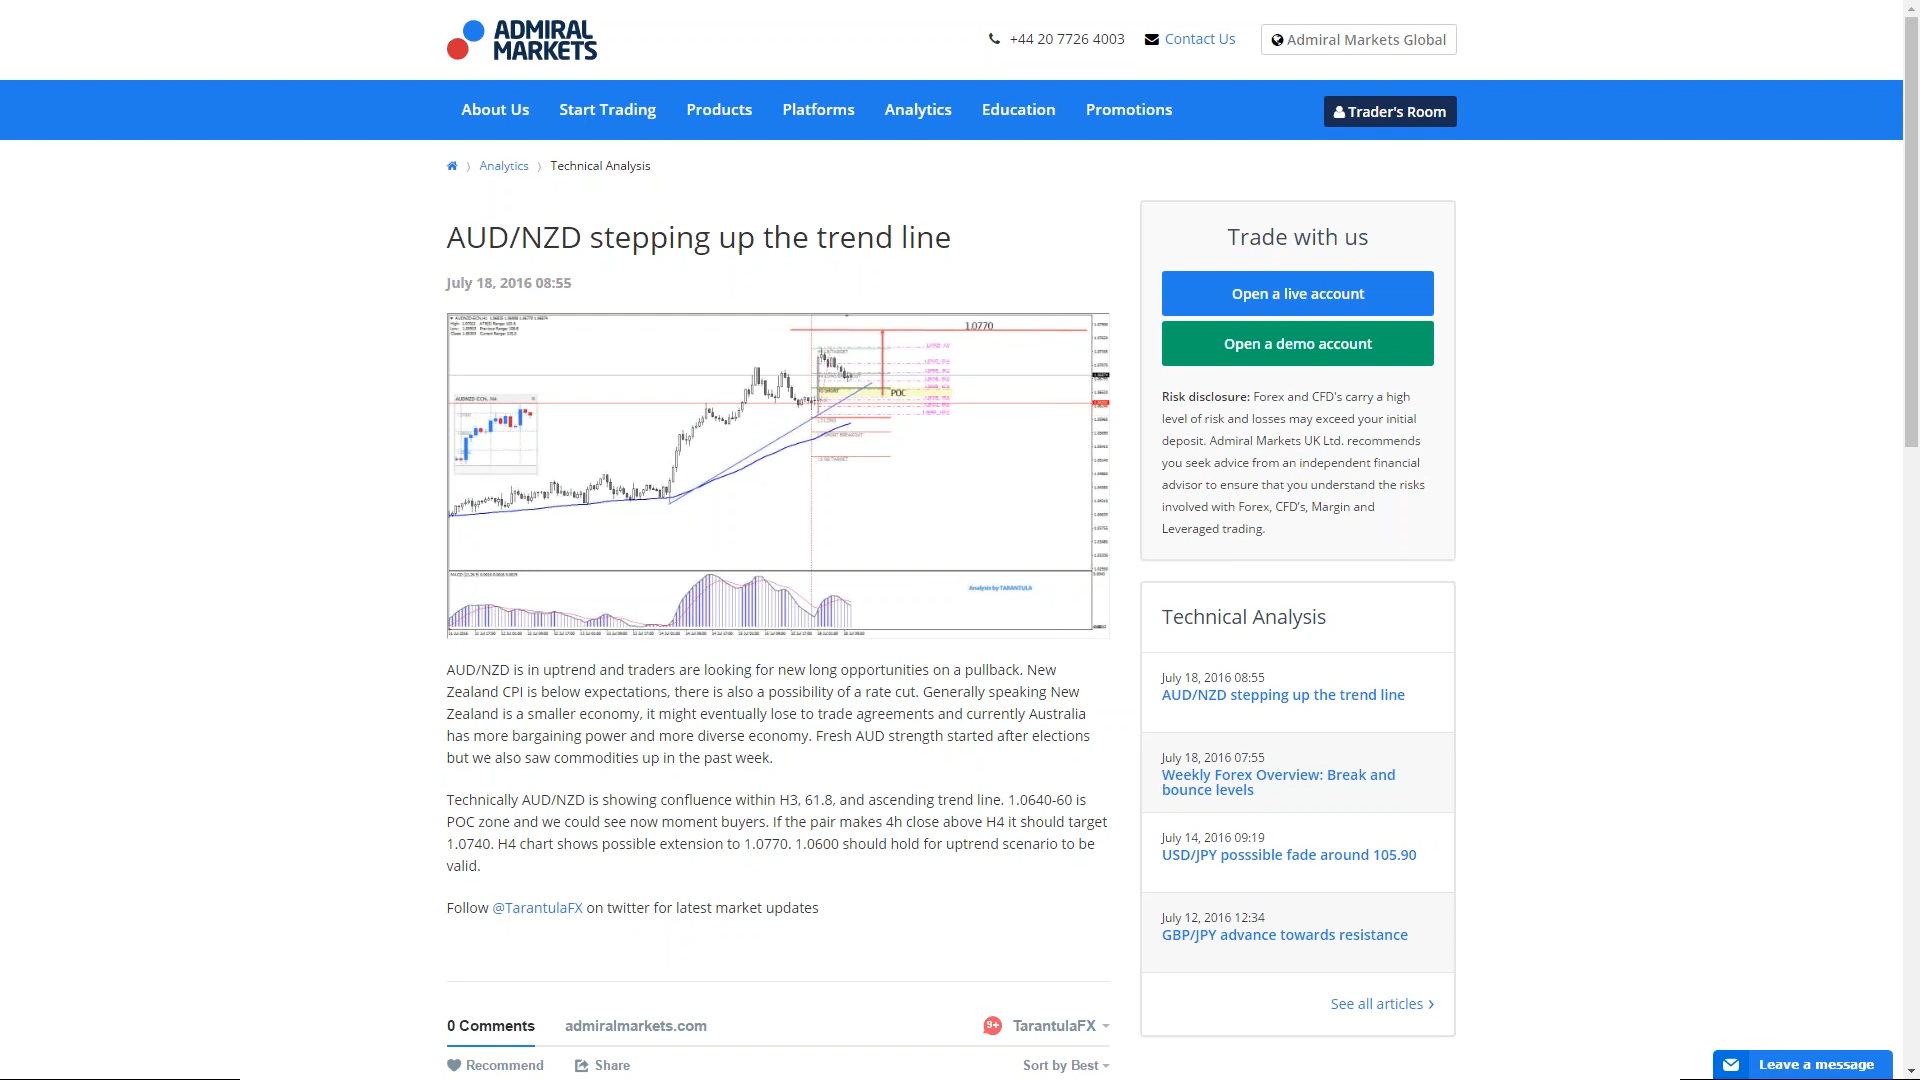 ADMIRAL
MARKETS
+44 20 7726 4003
Contact Us
Admiral Markets Global
About Us
Start Trading
Products
Platforms
Analytics
Education
Promotions
Trader's Room
Analytics
Technical Analysis
AUD/NZD stepping up the trend line
July 18, 2016 08:55
1.0770
POC
Analysis by TARANTULA
AUD/NZD is in uptrend and traders are looking for new long opportunities on a pullback. New
Zealand CPI is below expectations, there is also a possibility of a rate cut. Generally speaking New
Zealand is a smaller economy, it might eventually lose to trade agreements and currently Australia
has more bargaining power and more diverse economy. Fresh AUD strength started after elections
but we also saw commodities up in the past week.
Technically AUD/NZD is showing confluence within H3, 61.8, and ascending trend line. 1.0640-60 is
POC zone and we could see now moment buyers. If the pair makes 4h close above H4 it should target
1.0740. H4 chart shows possible extension to 1.0770. 1.0600 should hold for uptrend scenario to be
valid.
Follow @TarantulaFX on twitter for latest market updates
0 Comments
admiralmarkets.com
9+
TarantulaFX
Recommend
Share
Sort by Best
Trade with us
Open a live account
Open a demo account
Risk disclosure: Forex and CFD's carry a high
level of risk and losses may exceed your initial
deposit. Admiral Markets UK Ltd. recommends
you seek advice from an independent financial
advisor to ensure that you understand the risks
involved with Forex, CFD's, Margin and
Leveraged trading.
Technical Analysis
July 18, 2016 08:55
AUD/NZD stepping up the trend line
July 18, 2016 07:55
Weekly Forex Overview: Break and
bounce levels
July 14, 2016 09:19
USD/JPY posssible fade around 105.90
July 12, 2016 12:34
GBP/JPY advance towards resistance
See all articles
Leave a message